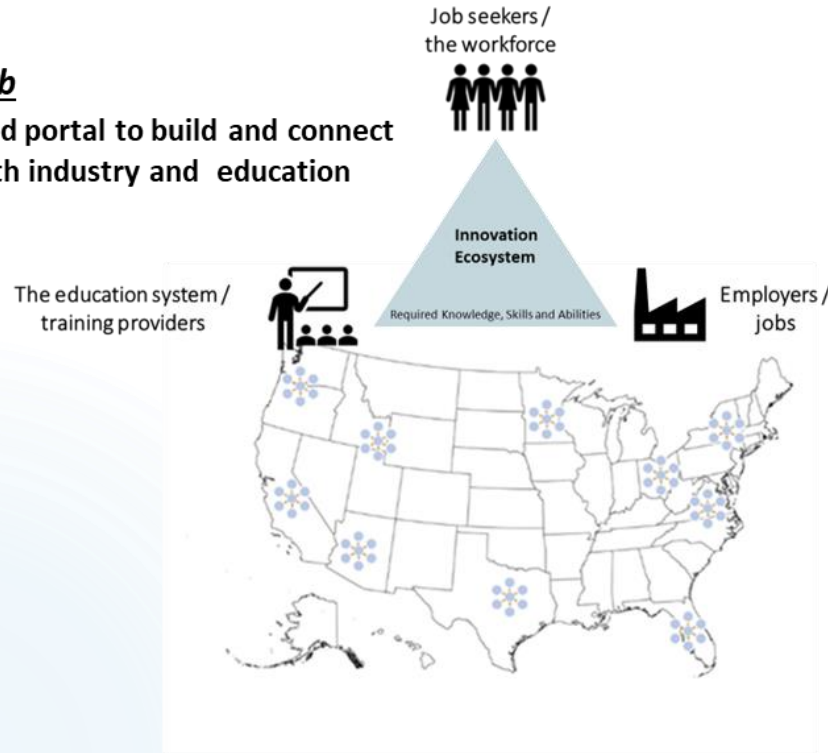 Job seekers /
the workforce
b
d portal to build and connect
th industry and education
Innovation
Ecosystem
The education system /
training providers
Required Knowledge, Skills and Abilities
Employers /
jobs